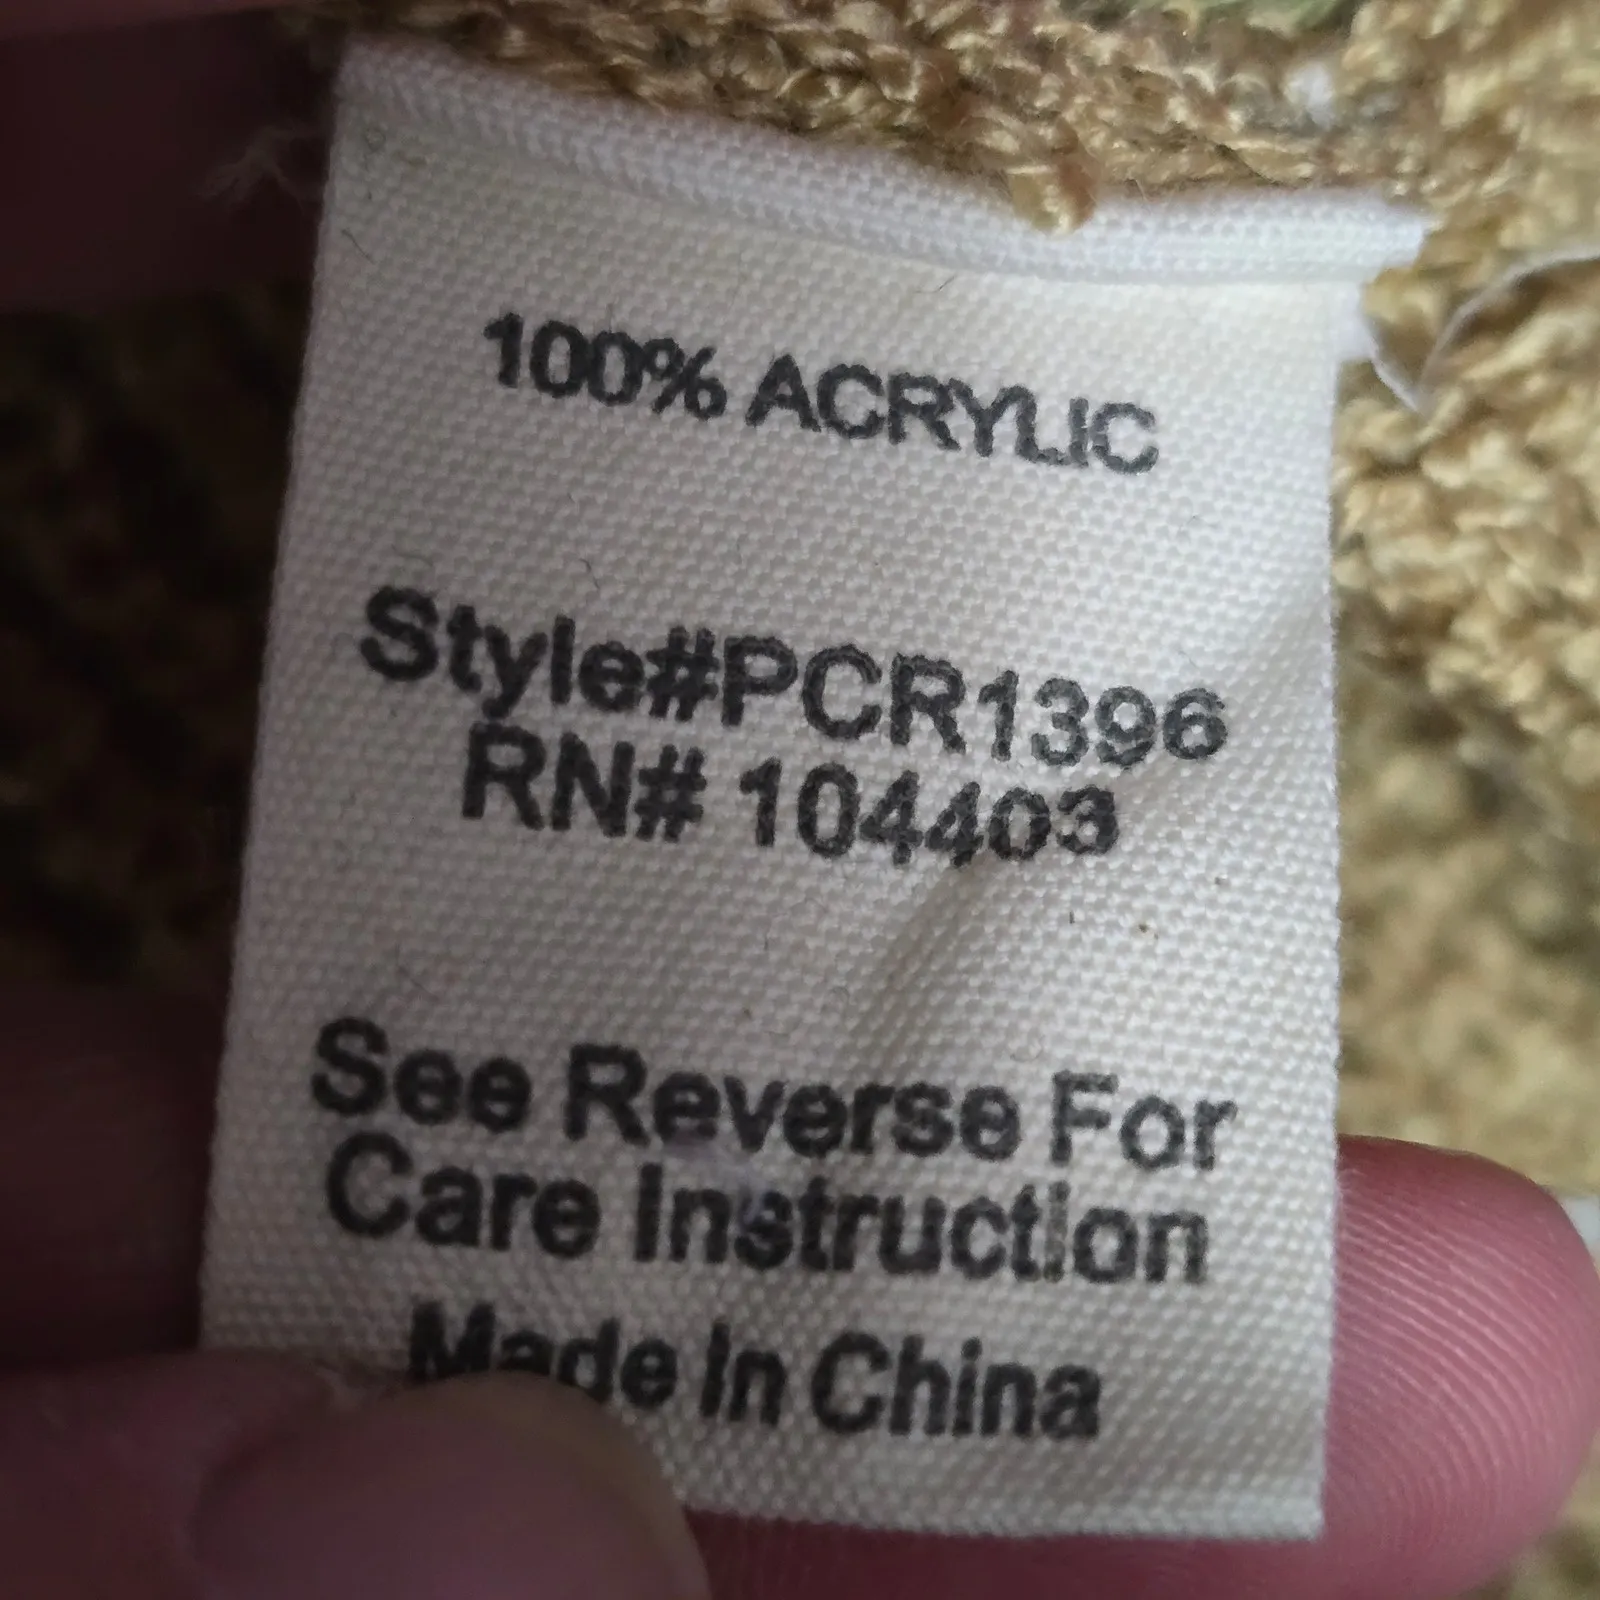 100% ACRYLIC
Style#PCR1396
RN# 104403
See Reverse For
Care Instruction
Made In China